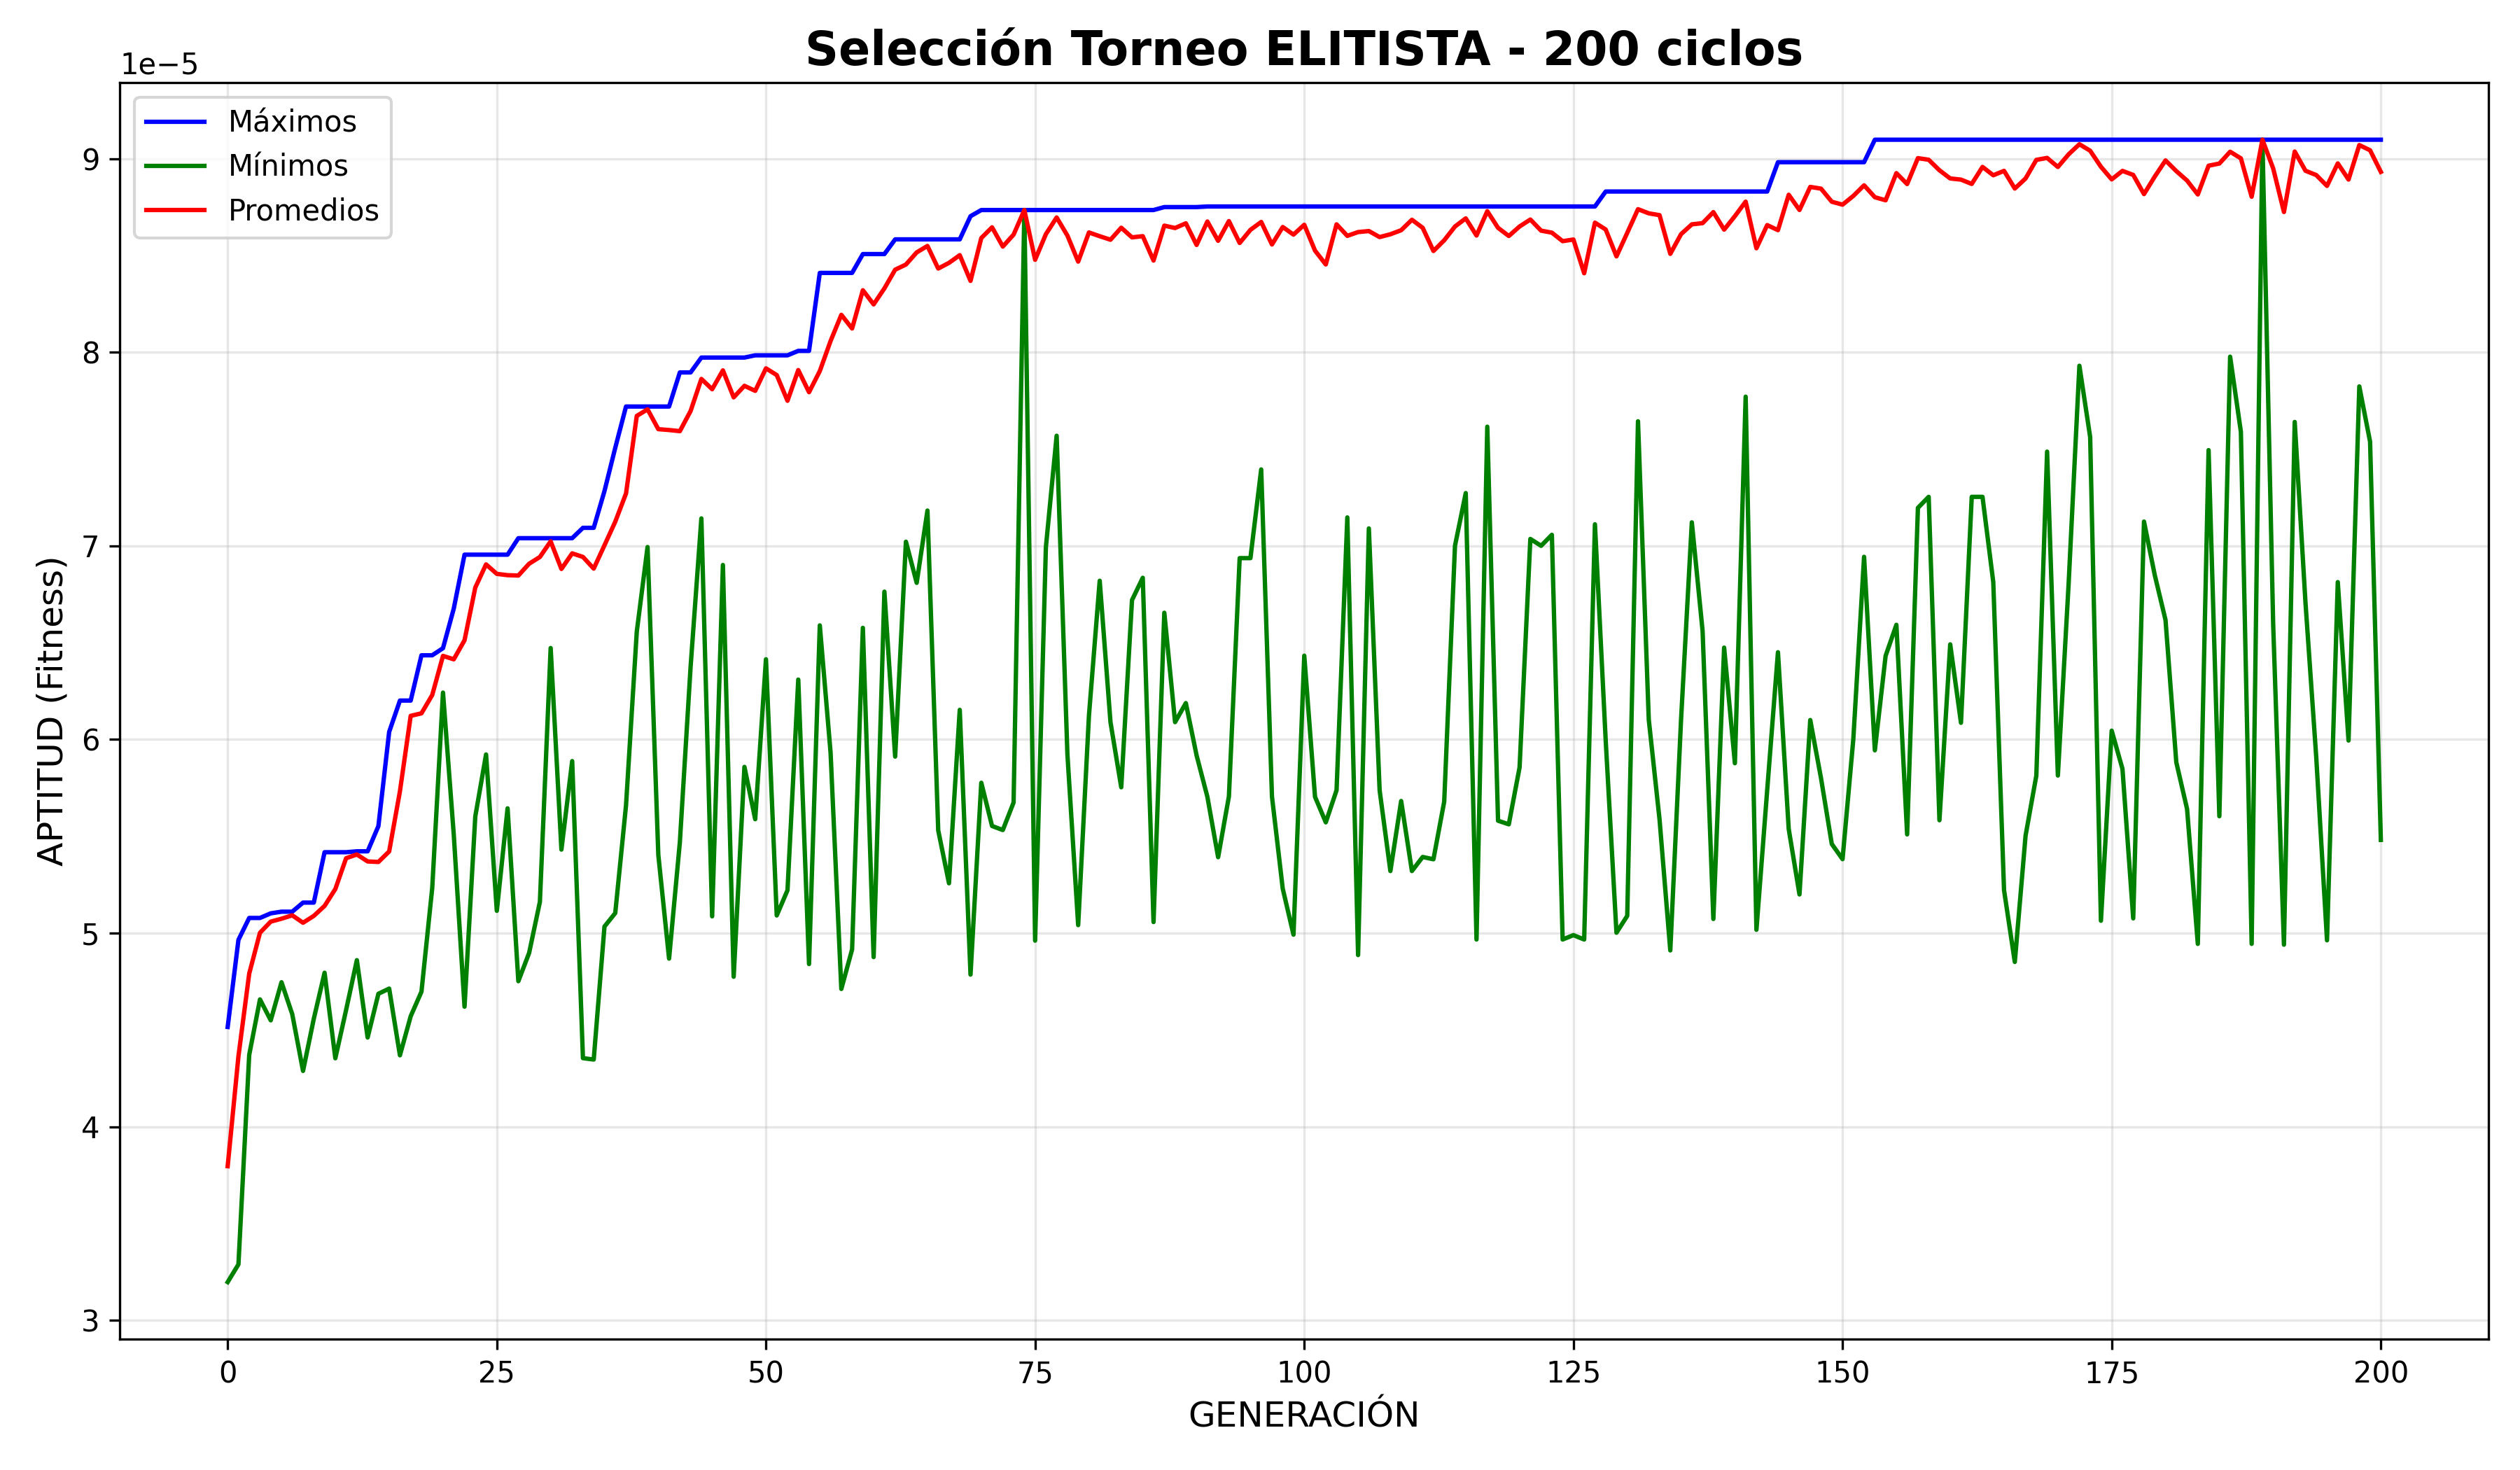 Selección Torneo ELITISTA - 200 ciclos
1e−5
Máximos
Mínimos
Promedios
9
8
7
6
5
4
3
APTITUD (Fitness)
0 25 50 75 100 125 150 175 200
GENERACIÓN